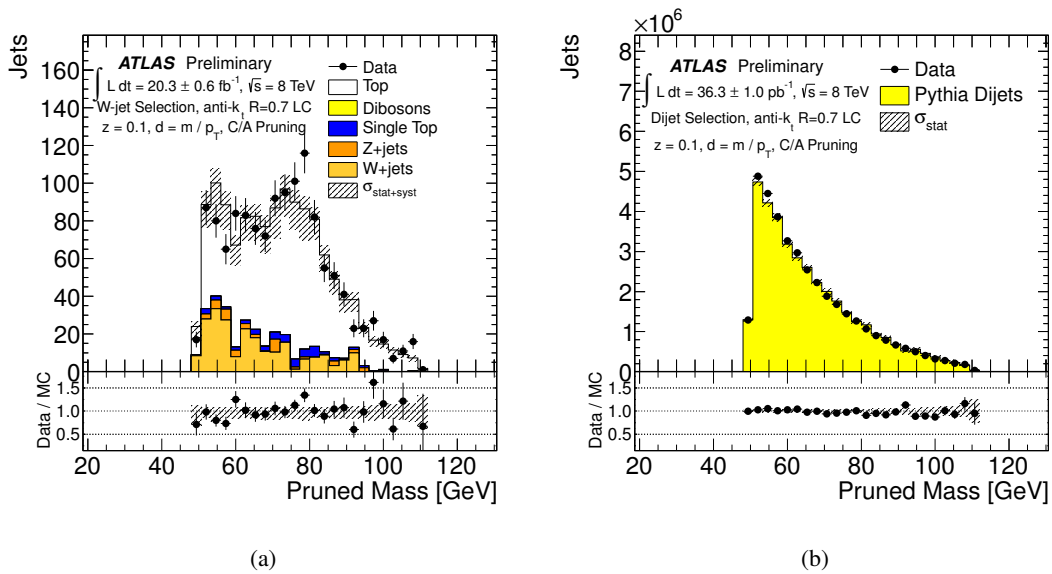 Jets
160
140
120
100
80
60
40
20
0
ATLAS Preliminary
∫ L dt = 20.3 ± 0.6 fb⁻¹, √s = 8 TeV
W-jet Selection, anti-kₜ R=0.7 LC
z = 0.1, d = m / p_T, C/A Pruning
Data
Top
Dibosons
Single Top
Z+jets
W+jets
σ_stat+syst
Data / MC
1.5
1.0
0.5
20 40 60 80 100 120
Pruned Mass [GeV]
(a)
Jets
×10⁶
8
7
6
5
4
3
2
1
0
ATLAS Preliminary
∫ L dt = 36.3 ± 1.0 pb⁻¹, √s = 8 TeV
Dijet Selection, anti-kₜ R=0.7 LC
z = 0.1, d = m / p_T, C/A Pruning
Data
Pythia Dijets
σ_stat
Data / MC
1.5
1.0
0.5
20 40 60 80 100 120
Pruned Mass [GeV]
(b)